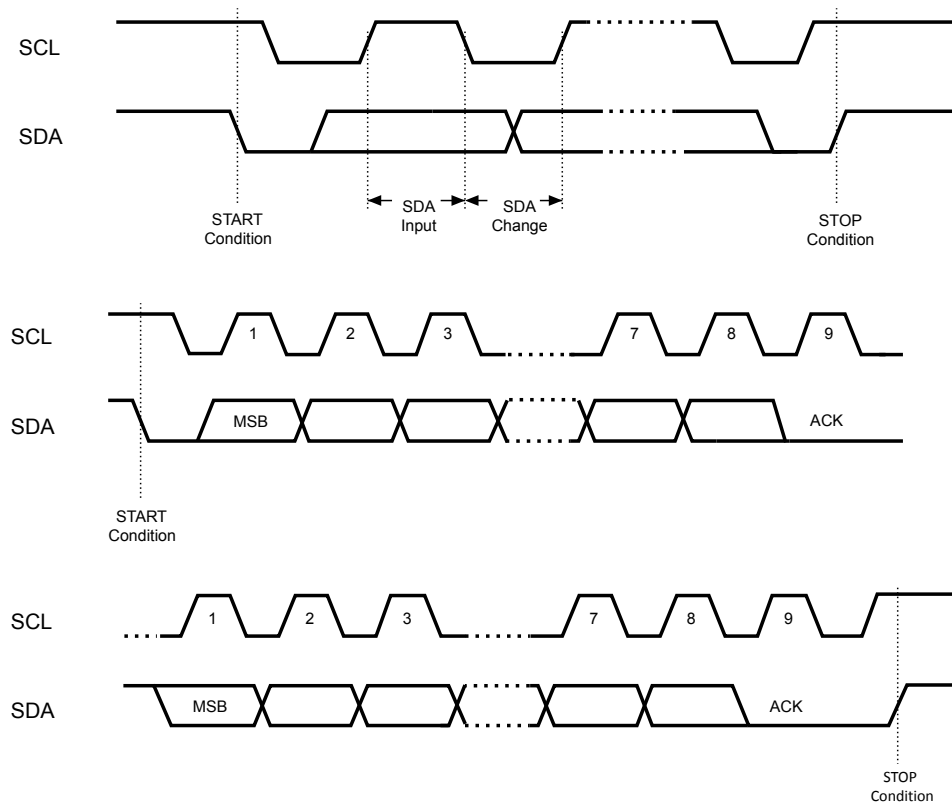 SCL
SDA
START
Condition
SDA
Input
SDA
Change
STOP
Condition
SCL
1 2 3 7 8 9
SDA
MSB ACK
START
Condition
SCL
1 2 3 7 8 9
SDA
MSB ACK
STOP
Condition